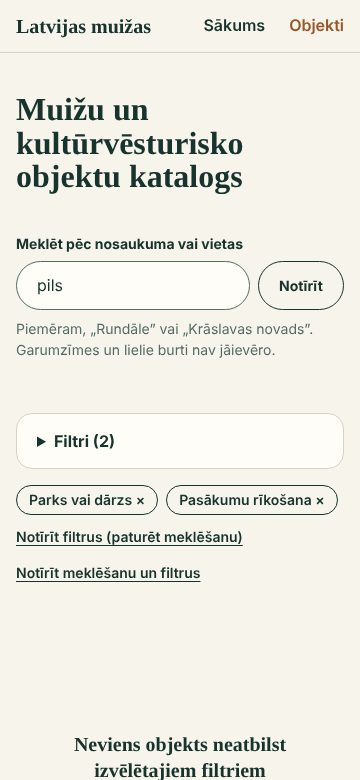 Latvijas muižas
Sākums
Objekti
Muižu un
kultūrvēsturisko
objektu katalogs
Meklēt pēc nosaukuma vai vietas
pils
Notīrīt
Piemēram, „Rundāle” vai „Krāslavas novads”.
Garumzīmes un lielie burti nav jāievēro.
▶ Filtri (2)
Parks vai dārzs ×
Pasākumu rīkošana ×
Notīrīt filtrus (paturēt meklēšanu)
Notīrīt meklēšanu un filtrus
Neviens objekts neatbilst
izvēlētajiem filtriem